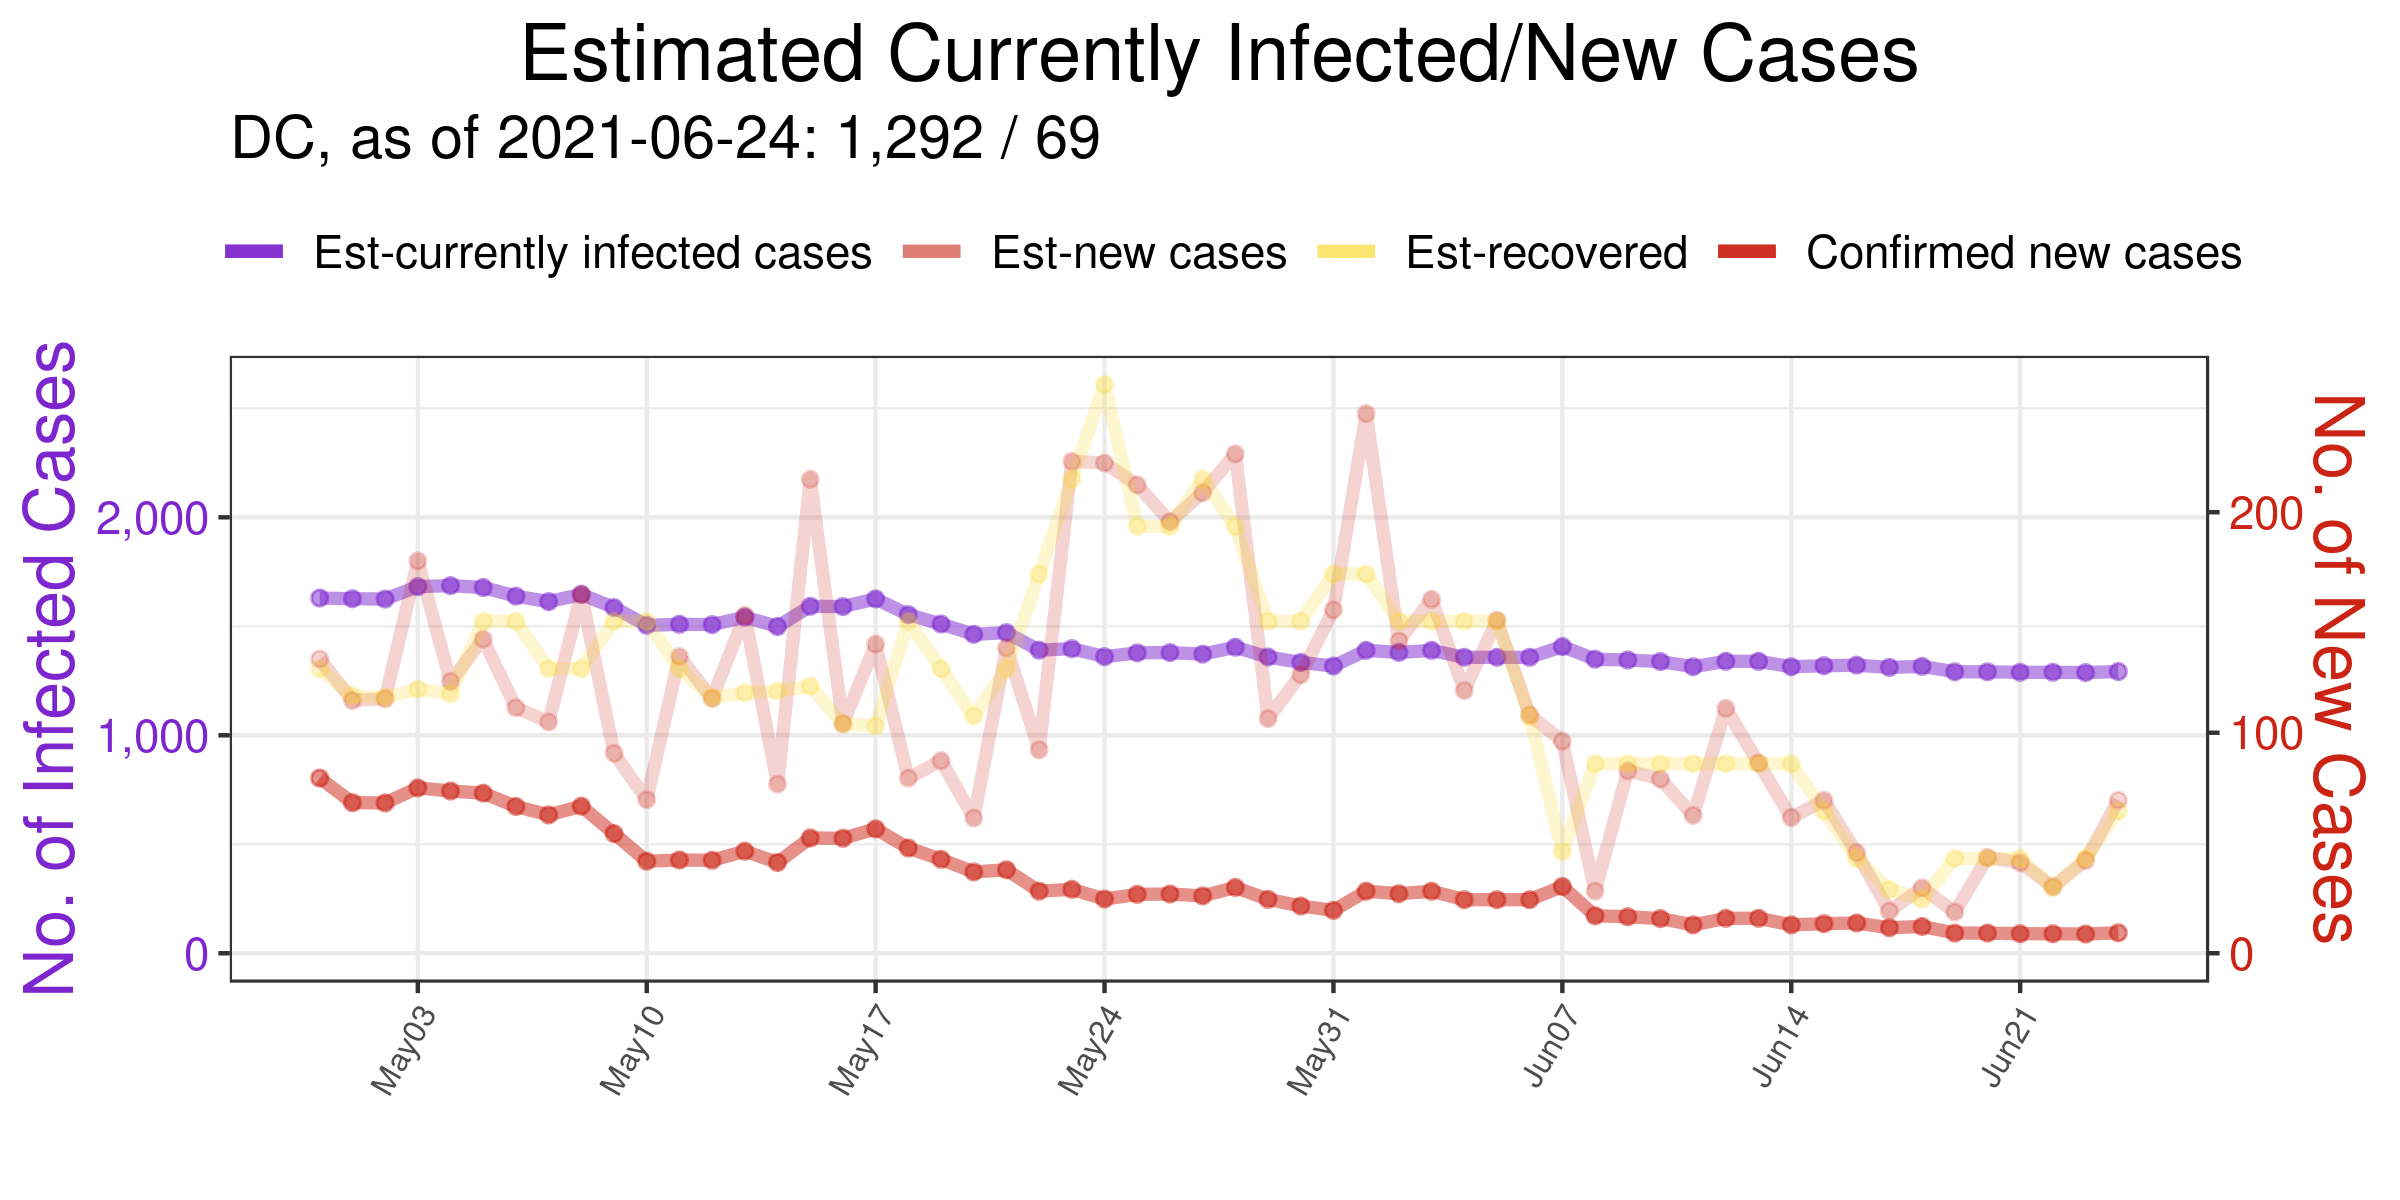 Estimated Currently Infected/New Cases
DC, as of 2021-06-24: 1,292 / 69
Est-currently infected cases Est-new cases Est-recovered Confirmed new cases
No. of Infected Cases
2,000
1,000
0
No. of New Cases
200
100
0
May03 May10 May17 May24 May31 Jun07 Jun14 Jun21